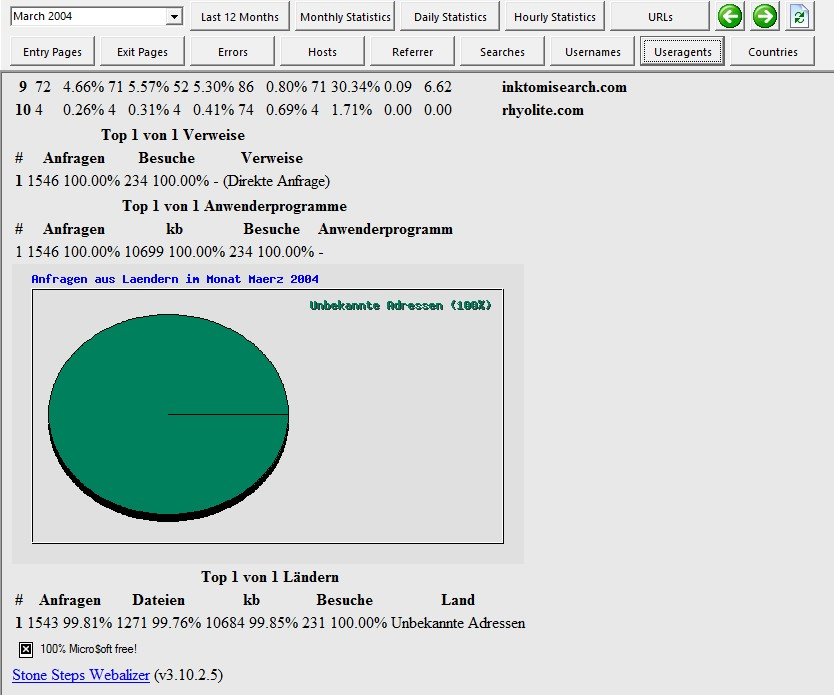 March 2004 Last 12 Months Monthly Statistics Daily Statistics Hourly Statistics URLs
Entry Pages Exit Pages Errors Hosts Referrer Searches Usernames Useragents Countries
9 72 4.66% 71 5.57% 52 5.30% 86 0.80% 71 30.34% 0.09 6.62 inktomisearch.com
10 4 0.26% 4 0.31% 4 0.41% 74 0.69% 4 1.71% 0.00 0.00 rhyolite.com
Top 1 von 1 Verweise
# Anfragen Besuche Verweise
1 1546 100.00% 234 100.00% - (Direkte Anfrage)
Top 1 von 1 Anwenderprogramme
# Anfragen kb Besuche Anwenderprogramm
1 1546 100.00% 10699 100.00% 234 100.00% -
Anfragen aus Laendern im Monat Maerz 2004
Unbekannte Adressen (100%)
Top 1 von 1 Ländern
# Anfragen Dateien kb Besuche Land
1 1543 99.81% 1271 99.76% 10684 99.85% 231 100.00% Unbekannte Adressen
100% Micro$oft free!
Stone Steps Webalizer (v3.10.2.5)